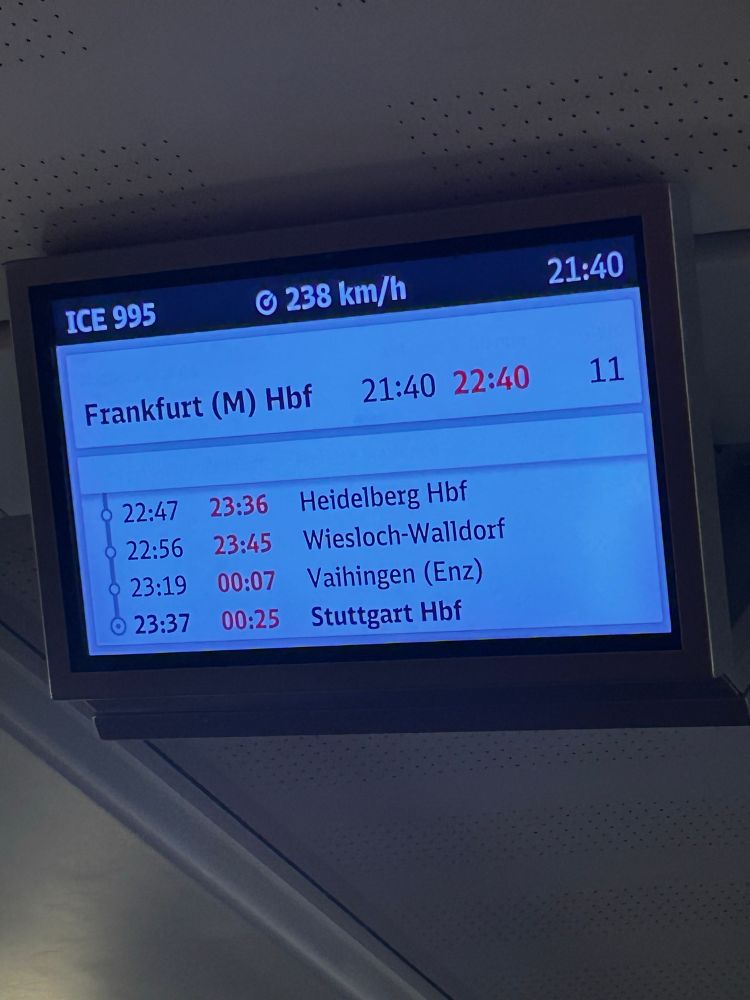 ICE 995 238 km/h 21:40
Frankfurt (M) Hbf 21:40 22:40 11
22:47 23:36 Heidelberg Hbf
22:56 23:45 Wiesloch-Walldorf
23:19 00:07 Vaihingen (Enz)
23:37 00:25 Stuttgart Hbf